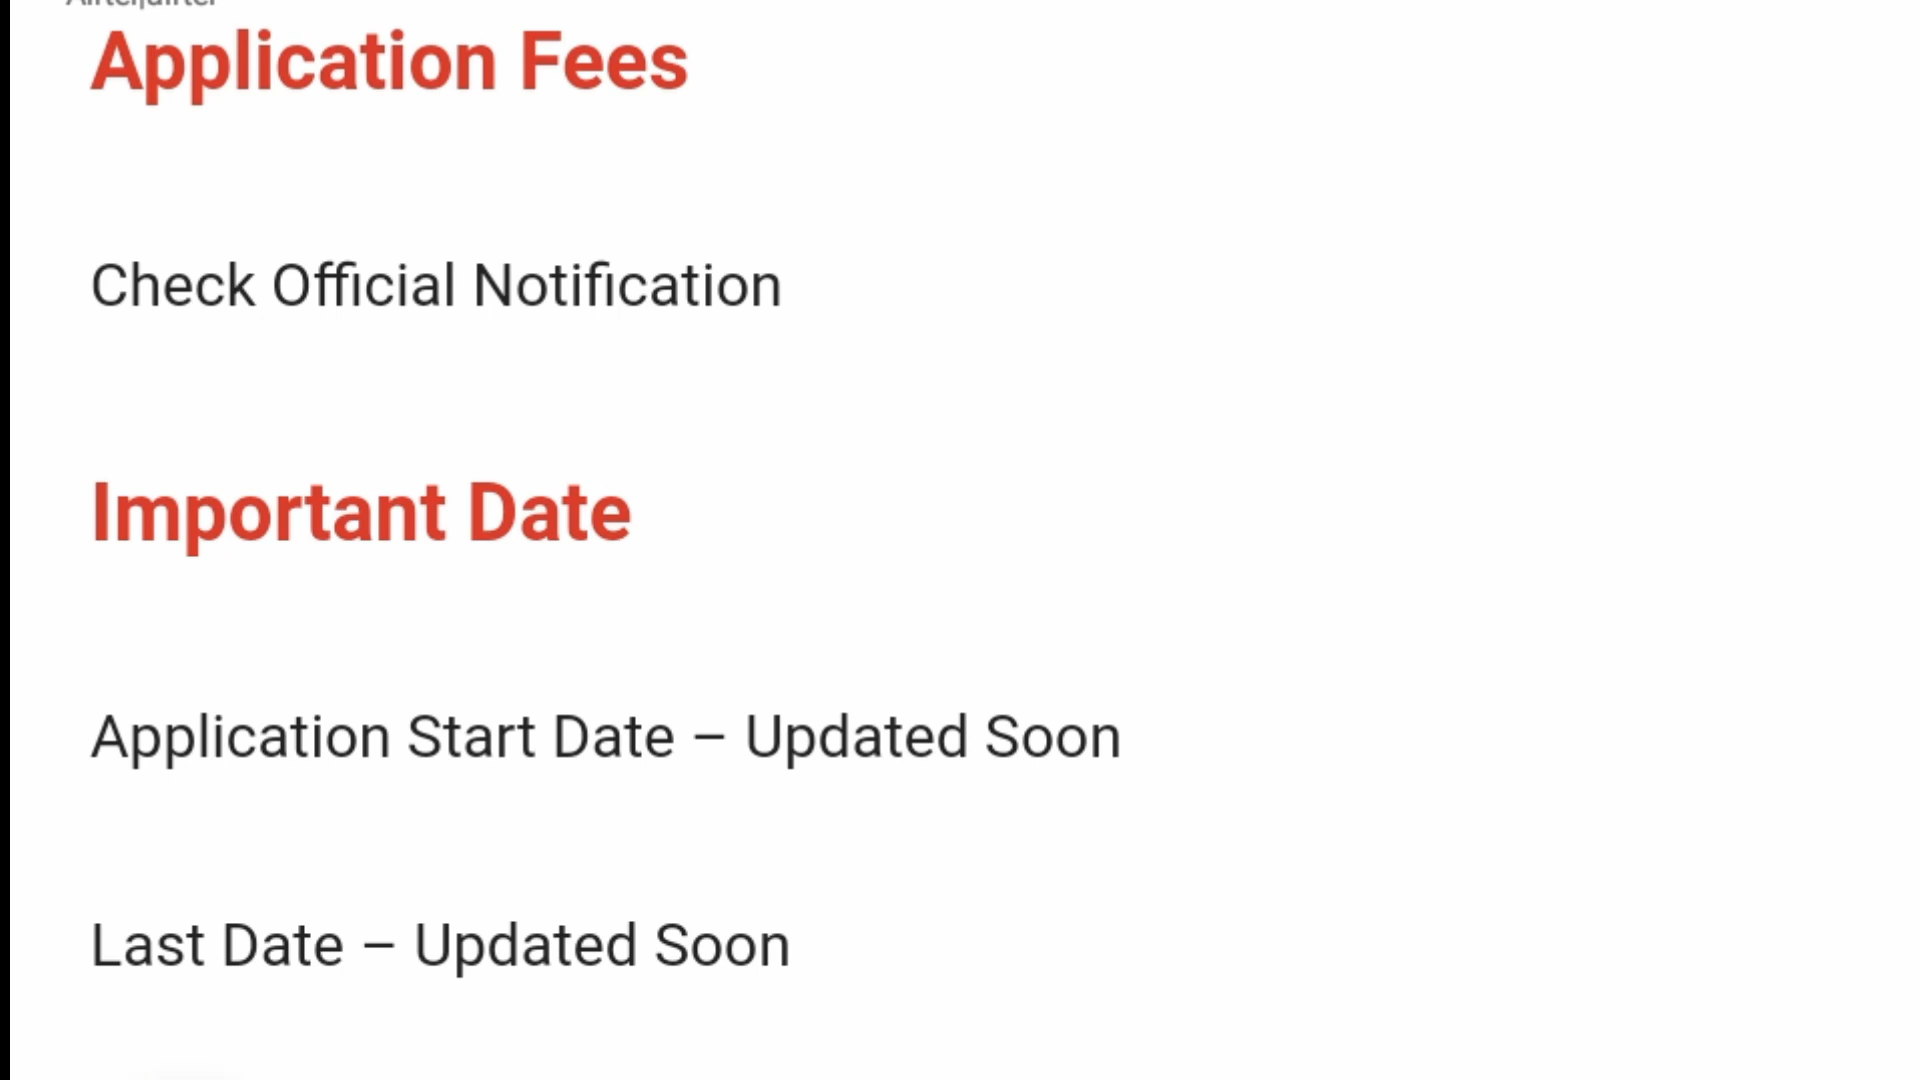 Application Fees
Check Official Notification
Important Date
Application Start Date – Updated Soon
Last Date – Updated Soon